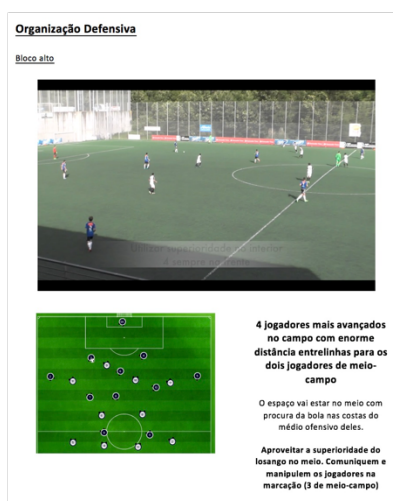 Organização Defensiva
Bloco alto
4 jogadores mais avançados
no campo com enorme
distância entrelinhas para os
dois jogadores de meio-
campo
O espaço vai estar no meio com
procura da bola nas costas do
médio ofensivo deles.
Aproveitar a superioridade do
losango no meio. Comuniquem e
manipulem os jogadores na
marcação (3 de meio-campo)